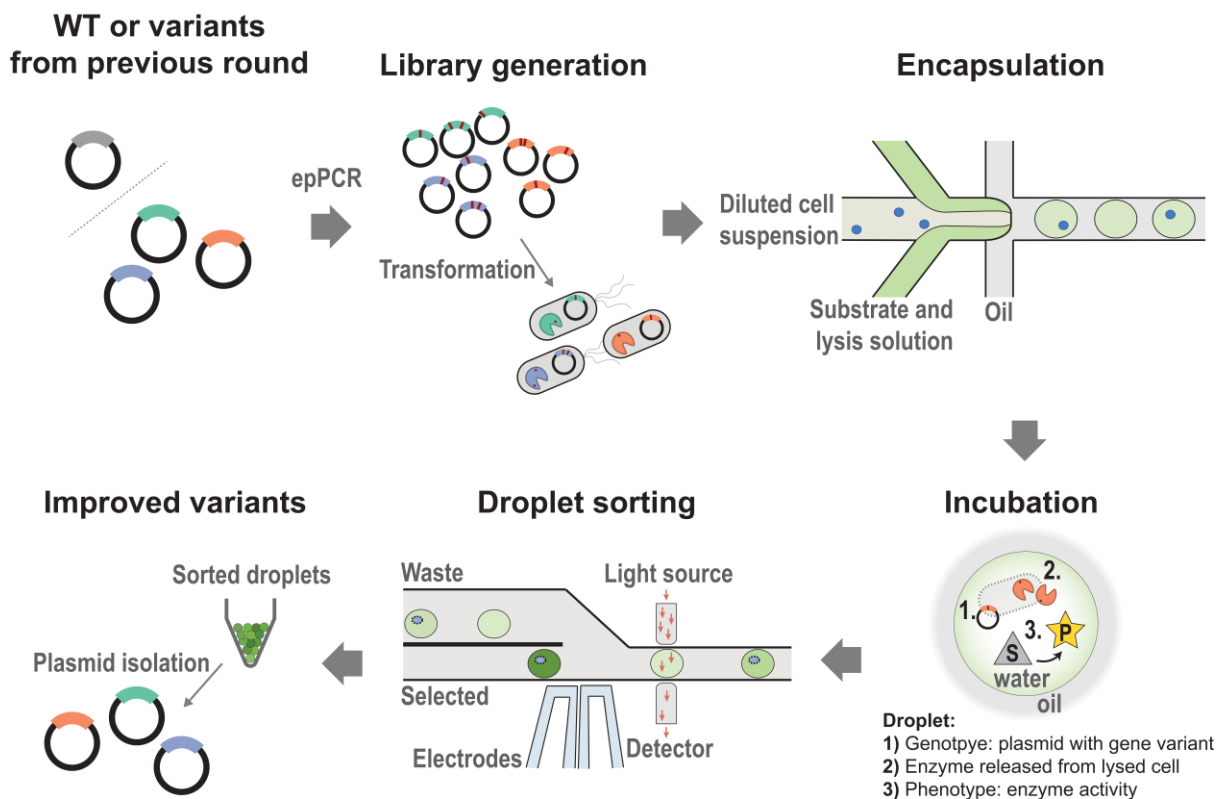 WT or variants
from previous round
epPCR
Library generation
Transformation
Encapsulation
Diluted cell
suspension
Substrate and
lysis solution
Oil
Incubation
1.
2.
3.
S
P
water
oil
Droplet:
1) Genotpye: plasmid with gene variant
2) Enzyme released from lysed cell
3) Phenotype: enzyme activity
Droplet sorting
Waste
Light source
Selected
Electrodes
Detector
Improved variants
Sorted droplets
Plasmid isolation